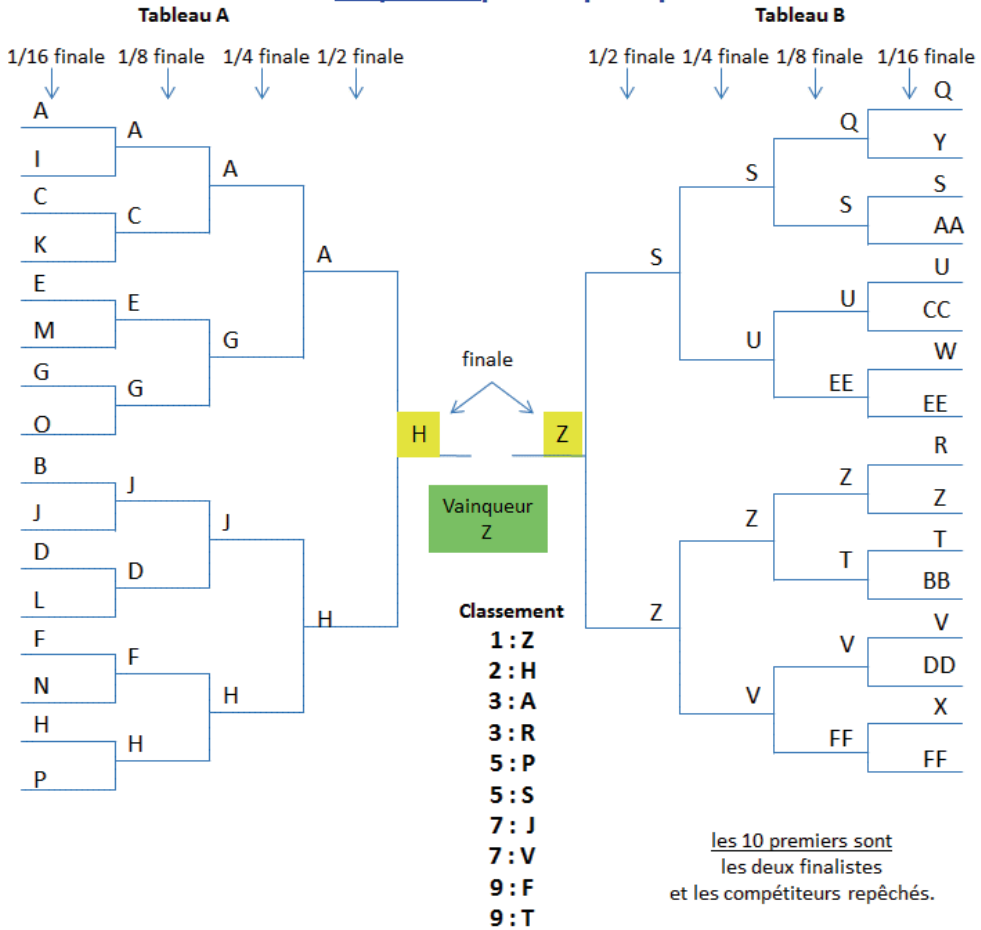 Tableau A
Tableau B
1/16 finale 1/8 finale 1/4 finale 1/2 finale
1/2 finale 1/4 finale 1/8 finale 1/16 finale
A
I
C
K
E
M
G
O
B
J
D
L
F
N
H
P
A
C
E
G
J
D
F
H
A
G
J
H
A
H
finale
H
Z
Vainqueur
Z
S
Z
S
U
Z
V
Q
S
U
EE
Z
T
V
FF
Q
Y
S
AA
U
CC
W
EE
R
Z
T
BB
V
DD
X
FF
Classement
1 : Z
2 : H
3 : A
3 : R
5 : P
5 : S
7 : J
7 : V
9 : F
9 : T
les 10 premiers sont
les deux finalistes
et les compétiteurs repêchés.